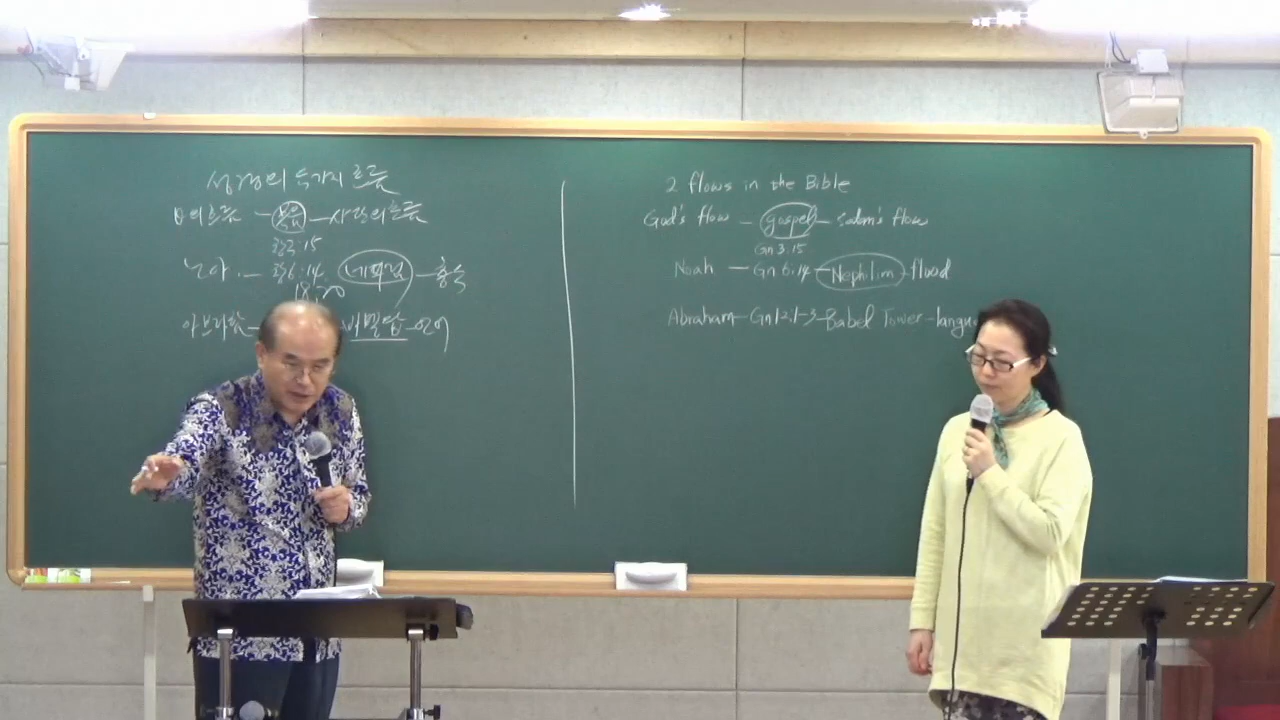 성경의 두가지 흐름
의흐름 - 복음 - 사탄의흐름
창3:15
노아 - 창6:14 네피림 - 홍수
18, 20
아브라함 - 바벨탑 - 언어
2 flows in the Bible
God's flow - gospel - Satan's flow
Gn 3:15
Noah - Gn 6:14 - Nephilim - flood
Abraham - Gn 12:1-3 - Babel Tower - langu